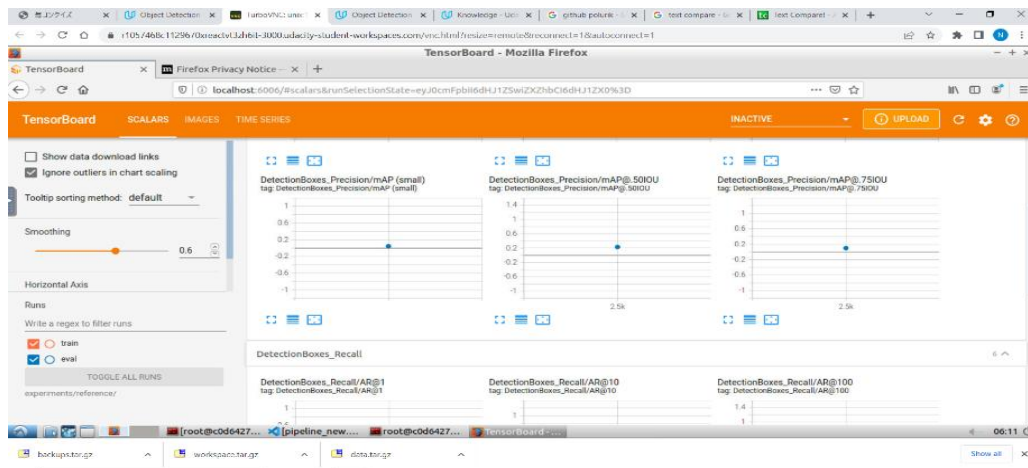 Object Detection
TurboVNC: unix
Object Detection
Knowledge - Uda
github polunk -
text compare - G
Text Compare! -
TensorBoard - Mozilla Firefox
TensorBoard
Firefox Privacy Notice —
localhost:6006/#scalars&runSelectionState=eyJ0cmFpbiI6dHJ1ZSwiZXZhbCI6dHJ1ZX0%3D
TensorBoard
SCALARS
IMAGES
TIME SERIES
INACTIVE
UPLOAD
Show data download links
Ignore outliers in chart scaling
Tooltip sorting method: default
Smoothing
0.6
Horizontal Axis
Runs
Write a regex to filter runs
train
eval
TOGGLE ALL RUNS
experiments/reference/
DetectionBoxes_Precision/mAP (small)
tag: DetectionBoxes_Precision/mAP (small)
1
0.6
0.2
-0.2
-0.6
-1
DetectionBoxes_Precision/mAP@.50IOU
tag: DetectionBoxes_Precision/mAP@.50IOU
1.4
1
0.6
0.2
-0.2
-0.6
-1
2.5k
DetectionBoxes_Precision/mAP@.75IOU
tag: DetectionBoxes_Precision/mAP@.75IOU
1
0.6
0.2
-0.2
-0.6
-1
2.5k
DetectionBoxes_Recall
6
DetectionBoxes_Recall/AR@1
tag: DetectionBoxes_Recall/AR@1
1
DetectionBoxes_Recall/AR@10
tag: DetectionBoxes_Recall/AR@10
1
DetectionBoxes_Recall/AR@100
tag: DetectionBoxes_Recall/AR@100
1.4
1
[root@c0d6427...
[pipeline_new....
root@c0d6427...
TensorBoard - ...
06:11
backups.tar.gz
workspace.tar.gz
data.tar.gz
Show all